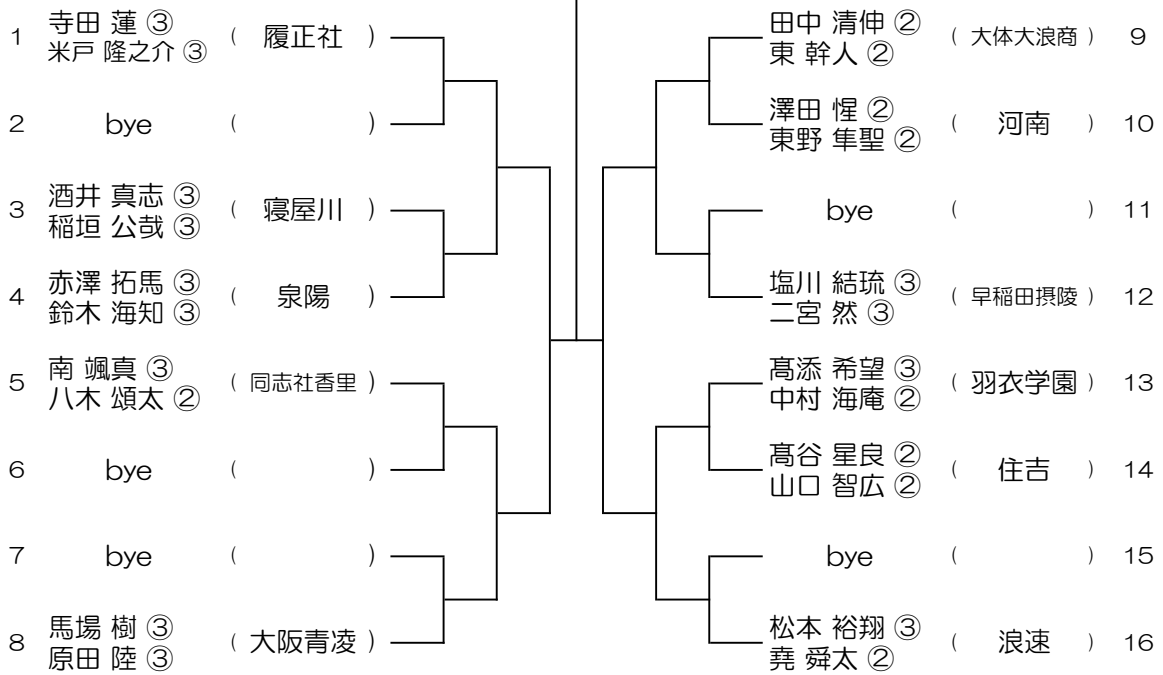 1 寺田 蓮 ③ ( 履正社 )
米戸 隆之介 ③
2 bye ( )
3 酒井 真志 ③ ( 寝屋川 )
稲垣 公哉 ③
4 赤澤 拓馬 ③ ( 泉陽 )
鈴木 海知 ③
5 南 颯真 ③ ( 同志社香里 )
八木 頌太 ②
6 bye ( )
7 bye ( )
8 馬場 樹 ③ ( 大阪青凌 )
原田 陸 ③
田中 清伸 ② ( 大体大浪商 ) 9
東 幹人 ②
澤田 惺 ② ( 河南 ) 10
東野 隼聖 ②
bye ( ) 11
塩川 結琉 ③ ( 早稲田摂陵 ) 12
二宮 然 ③
髙添 希望 ③ ( 羽衣学園 ) 13
中村 海庵 ②
髙谷 星良 ② ( 住吉 ) 14
山口 智広 ②
bye ( ) 15
松本 裕翔 ③ ( 浪速 ) 16
堯 舜太 ②